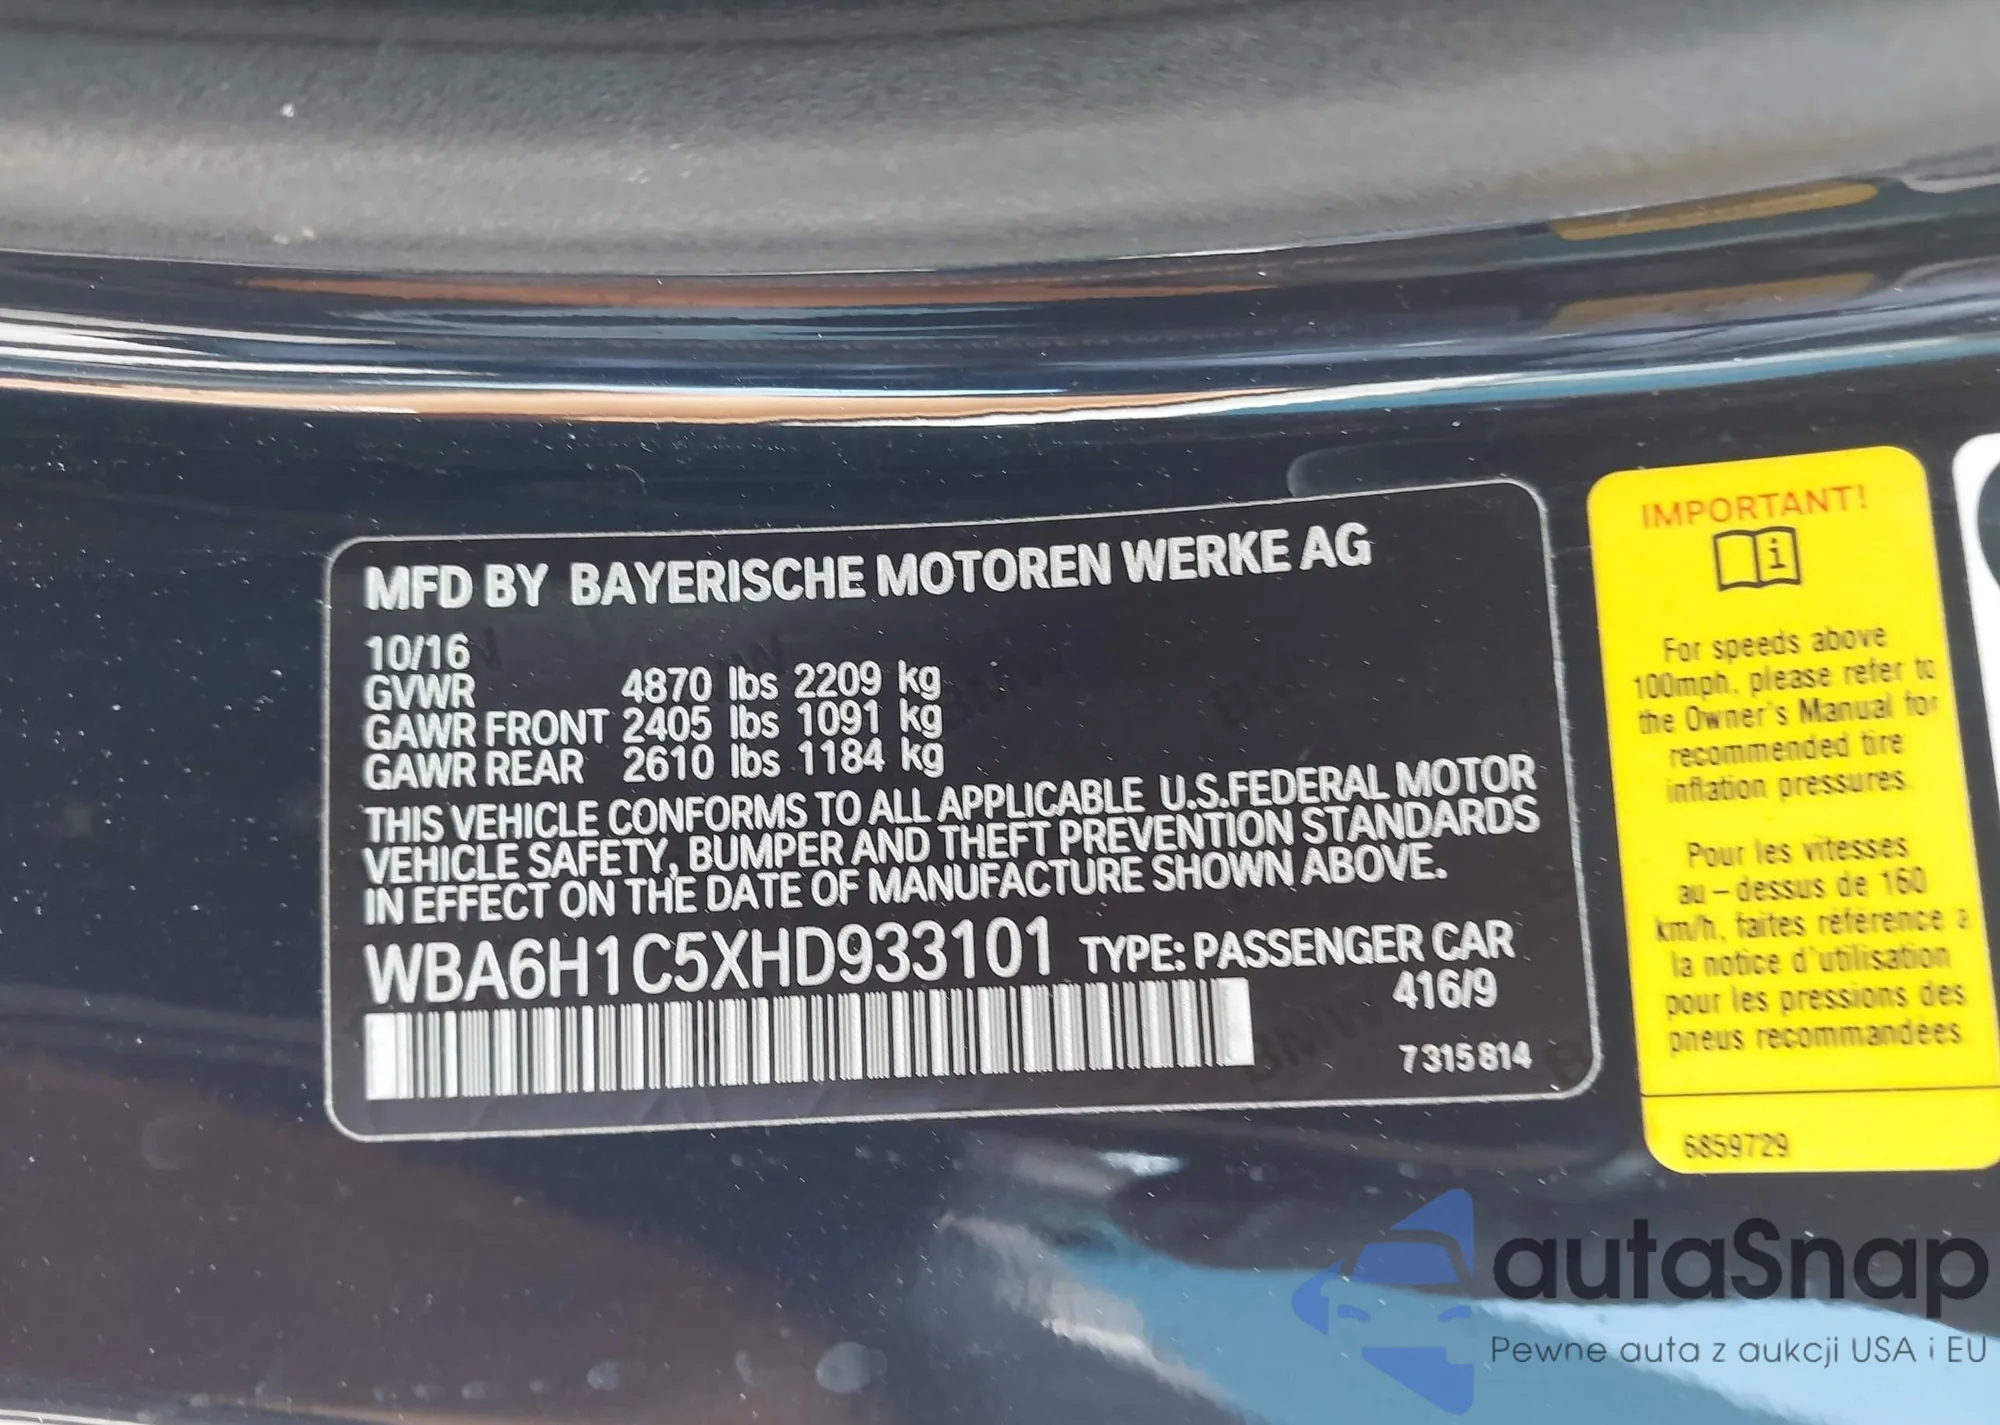 MFD BY BAYERISCHE MOTOREN WERKE AG
10/16
GVWR 4870 lbs 2209 kg
GAWR FRONT 2405 lbs 1091 kg
GAWR REAR 2610 lbs 1184 kg
THIS VEHICLE CONFORMS TO ALL APPLICABLE U.S.FEDERAL MOTOR
VEHICLE SAFETY, BUMPER AND THEFT PREVENTION STANDARDS
IN EFFECT ON THE DATE OF MANUFACTURE SHOWN ABOVE.
WBA6H1C5XHD933101 TYPE: PASSENGER CAR
416/9
7315814
IMPORTANT!
For speeds above
100mph, please refer to
the Owner's Manual for
recommended tire
inflation pressures.
Pour les vitesses
au-dessus de 160
km/h, faites référence à
la notice d'utilisation
pour les pressions des
pneus recommandées
6859729
autaSnap
Pewne auta z aukcji USA i EU